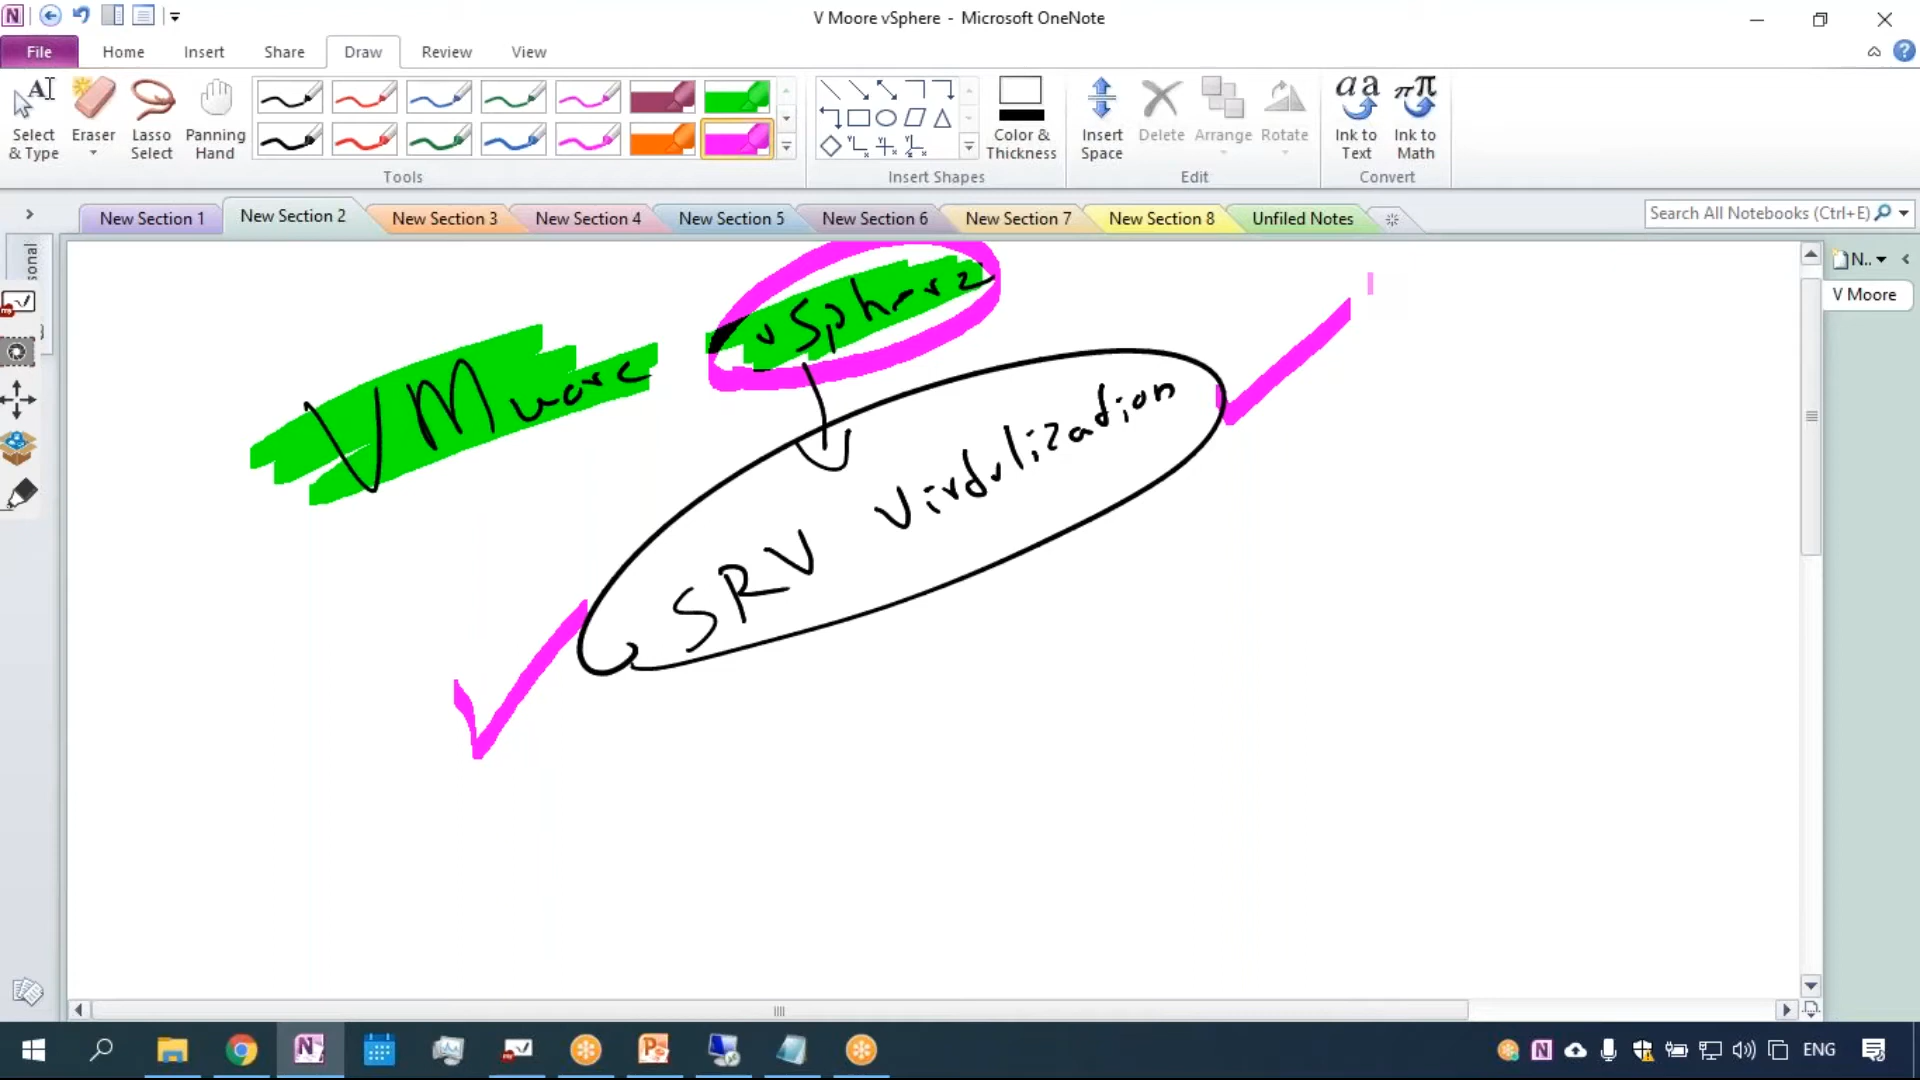 V Moore vSphere - Microsoft OneNote
File Home Insert Share Draw Review View
Select & Type
Eraser
Lasso Select
Panning Hand
Tools
Insert Shapes
Color & Thickness
Insert Space
Delete
Arrange
Rotate
Edit
Ink to Text
Ink to Math
Convert
New Section 1 New Section 2 New Section 3 New Section 4 New Section 5 New Section 6 New Section 7 New Section 8 Unfiled Notes
Search All Notebooks (Ctrl+E)
sonal
N..
V Moore
VMware vSphere
SRV Virdulization
ENG